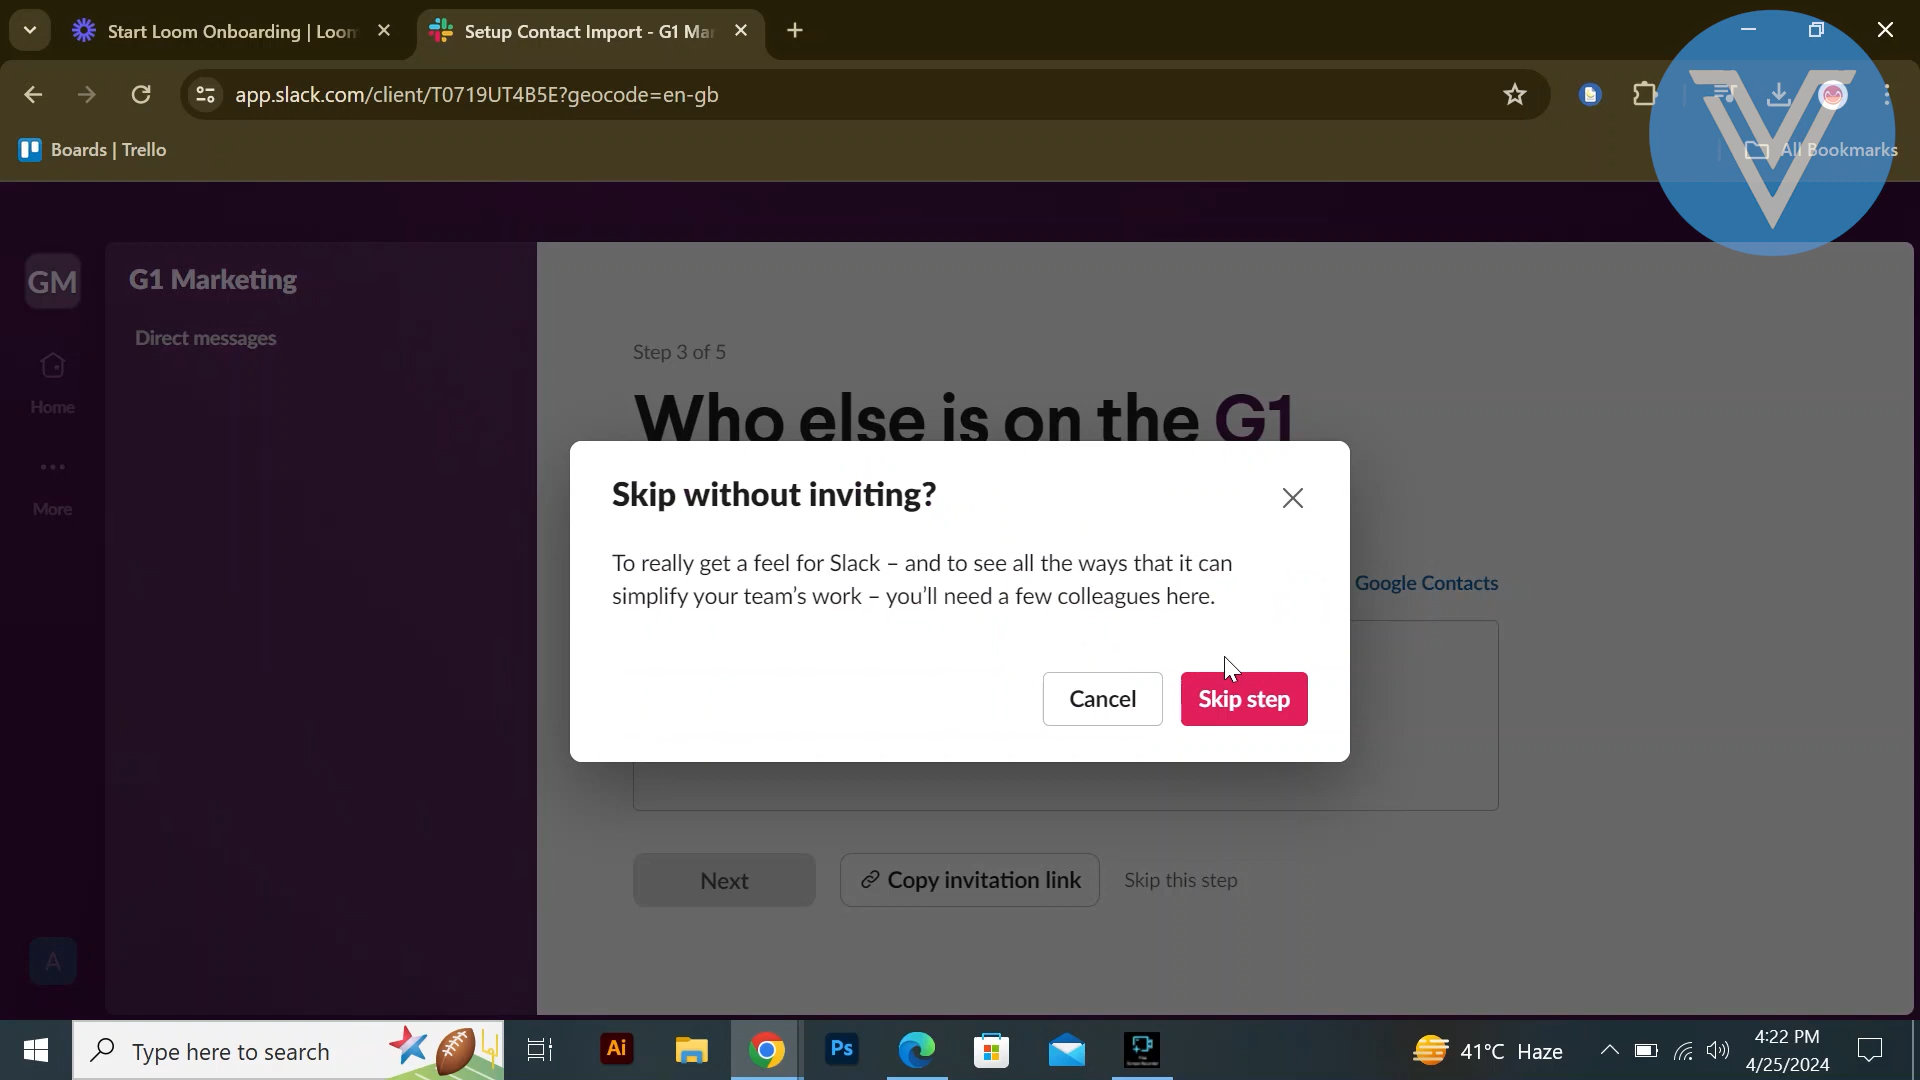 Start Loom Onboarding | Loom
Setup Contact Import - G1 Mar
app.slack.com/client/T0719UT4B5E?geocode=en-gb
Boards | Trello
All Bookmarks
GM
G1 Marketing
Direct messages
Home
More
A
Step 3 of 5
Who else is on the G1
Skip without inviting?
To really get a feel for Slack – and to see all the ways that it can
simplify your team's work – you'll need a few colleagues here.
Google Contacts
Cancel
Skip step
Next
Copy invitation link
Skip this step
Type here to search
Ai
Ps
41°C Haze
4:22 PM
4/25/2024